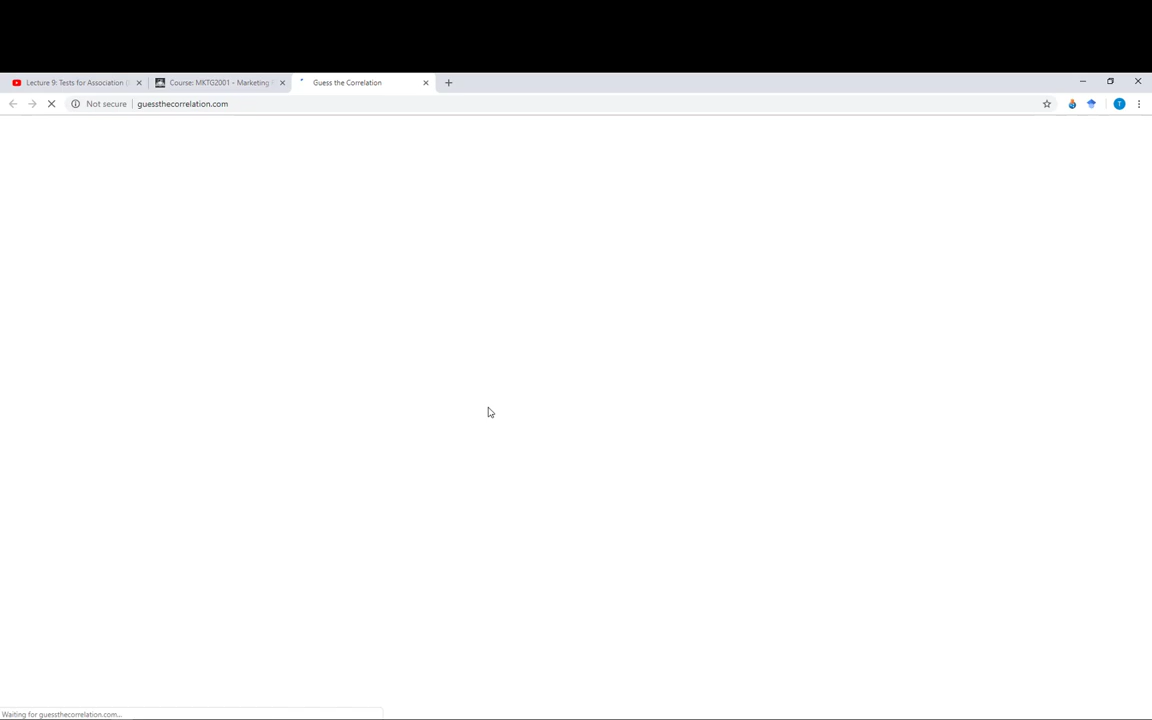 Lecture 9: Tests for Association (
Course: MKTG2001 - Marketing
Guess the Correlation
Not secure
guessthecorrelation.com
T
Waiting for guessthecorrelation.com...